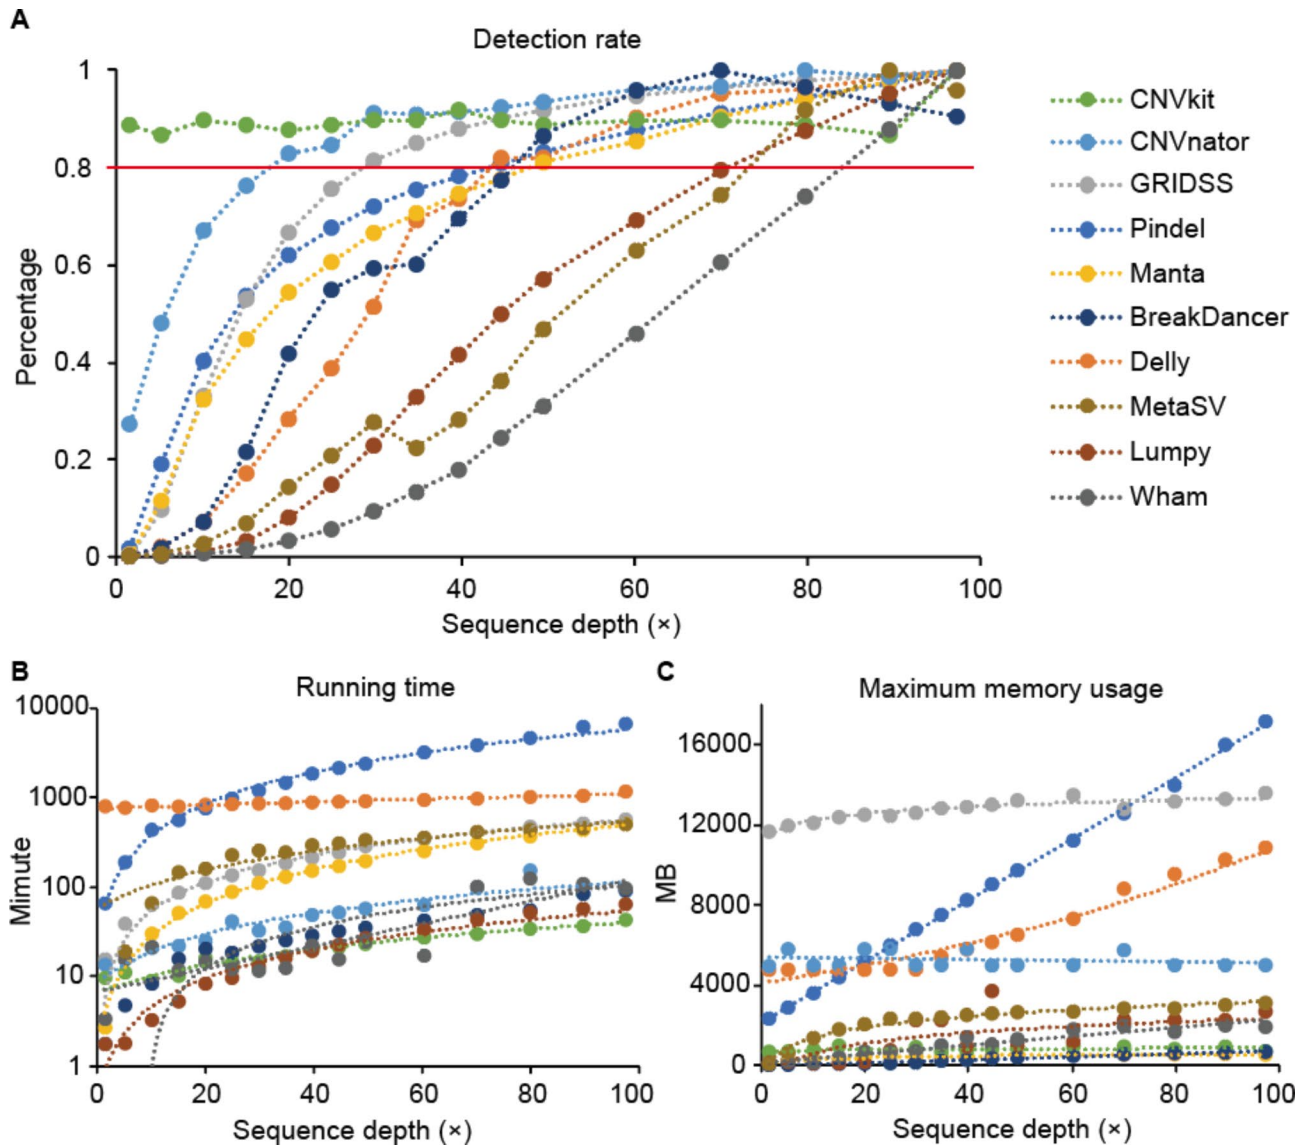 A
Detection rate
1
0.8
0.6
0.4
0.2
0
Percentage
0 20 40 60 80 100
Sequence depth (×)
CNVkit
CNVnator
GRIDSS
Pindel
Manta
BreakDancer
Delly
MetaSV
Lumpy
Wham
B
Running time
10000
1000
100
10
1
Mimute
0 20 40 60 80 100
Sequence depth (×)
C
Maximum memory usage
16000
12000
8000
4000
0
MB
0 20 40 60 80 100
Sequence depth (×)